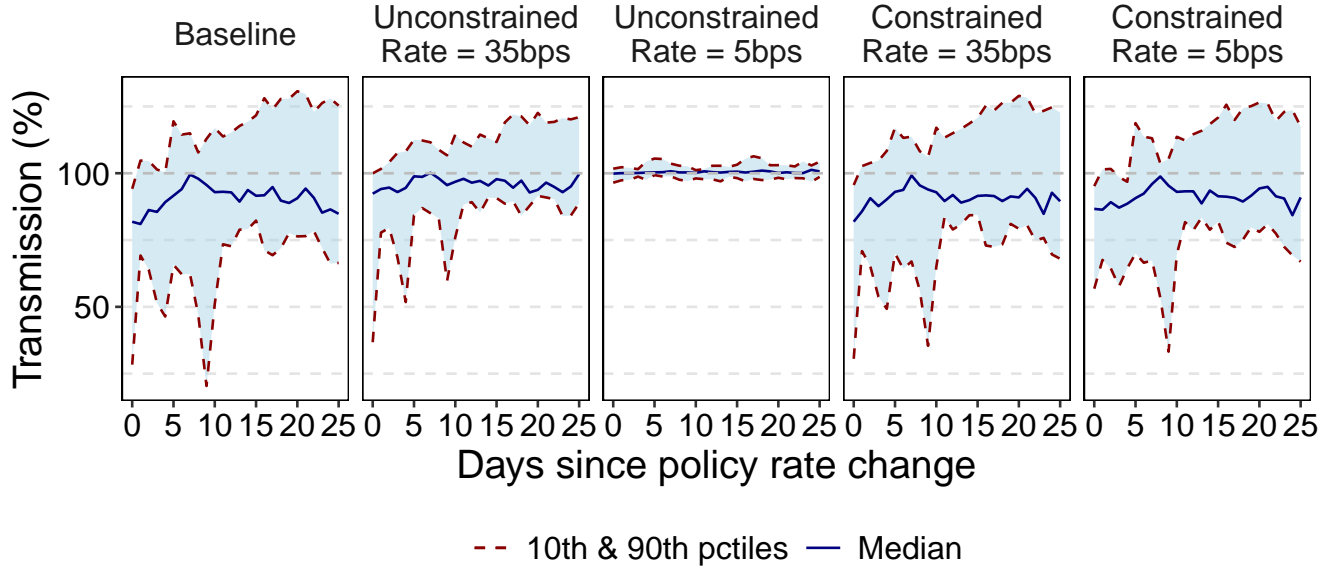 Baseline
Unconstrained
Rate = 35bps
Unconstrained
Rate = 5bps
Constrained
Rate = 35bps
Constrained
Rate = 5bps
Transmission (%)
100
50
0 5 10 15 20 25
0 5 10 15 20 25
0 5 10 15 20 25
0 5 10 15 20 25
0 5 10 15 20 25
Days since policy rate change
10th & 90th pctiles
Median